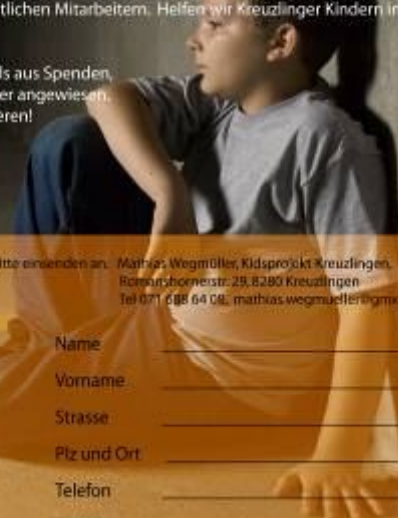 tlichen Mitarbeitern. Helfen wir Kreuzlinger Kindern in
ls aus Spenden,
er angewiesen,
eren!
itte einsenden an: Mathias Wegmüller, Kidsprojekt Kreuzlingen,
Romanshornerstr. 29, 8280 Kreuzlingen
Tel 071 688 64 08, mathias.wegmueller@gmx
Name
Vorname
Strasse
Plz und Ort
Telefon